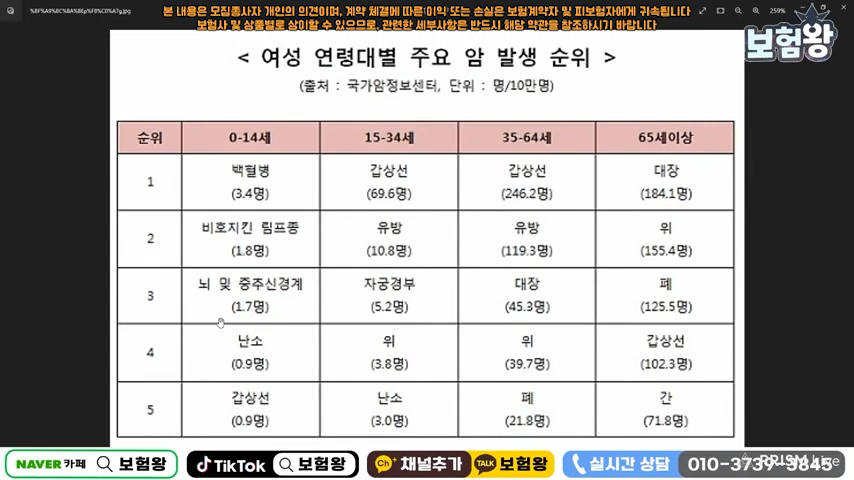 본 내용은 모집종사자 개인의 의견이며, 계약 체결에 따른 이익 또는 손실은 보험계약자 및 피보험자에게 귀속됩니다
보험사 및 상품별로 상이할 수 있으므로, 관련한 세부사항은 반드시 해당 약관을 참조하시기 바랍니다
259%
보험왕
< 여성 연령대별 주요 암 발생 순위 >
(출처 : 국가암정보센터, 단위 : 명/10만명)
순위 0-14세 15-34세 35-64세 65세이상
1 백혈병 (3.4명) 갑상선 (69.6명) 갑상선 (246.2명) 대장 (184.1명)
2 비호지킨 림프종 (1.8명) 유방 (10.8명) 유방 (119.3명) 위 (155.4명)
3 뇌 및 중추신경계 (1.7명) 자궁경부 (5.2명) 대장 (45.3명) 폐 (125.5명)
4 난소 (0.9명) 위 (3.8명) 위 (39.7명) 갑상선 (102.3명)
5 갑상선 (0.9명) 난소 (3.0명) 폐 (21.8명) 간 (71.8명)
PRISM Live
NAVER 카페 보험왕
TikTok 보험왕
Ch+ 채널추가 TALK 보험왕
실시간 상담 010-3739-3845